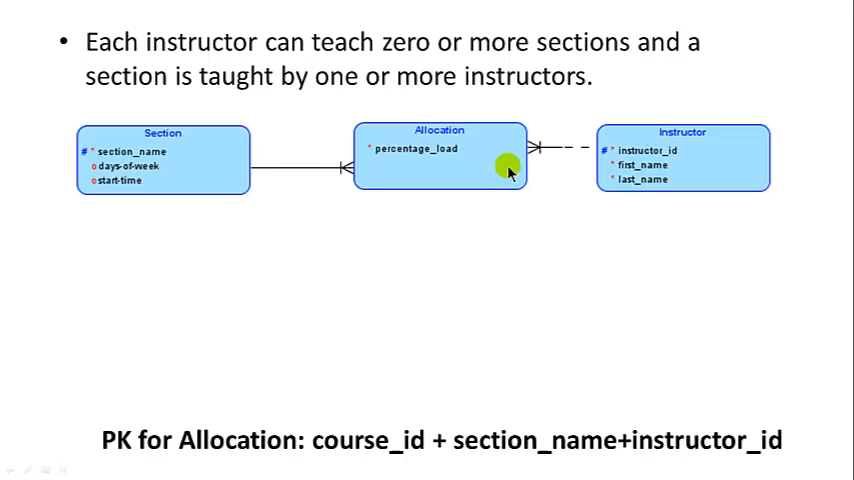 • Each instructor can teach zero or more sections and a
section is taught by one or more instructors.
Section
# * section_name
o days-of-week
o start-time
Allocation
* percentage_load
Instructor
# * instructor_id
* first_name
* last_name
PK for Allocation: course_id + section_name+instructor_id